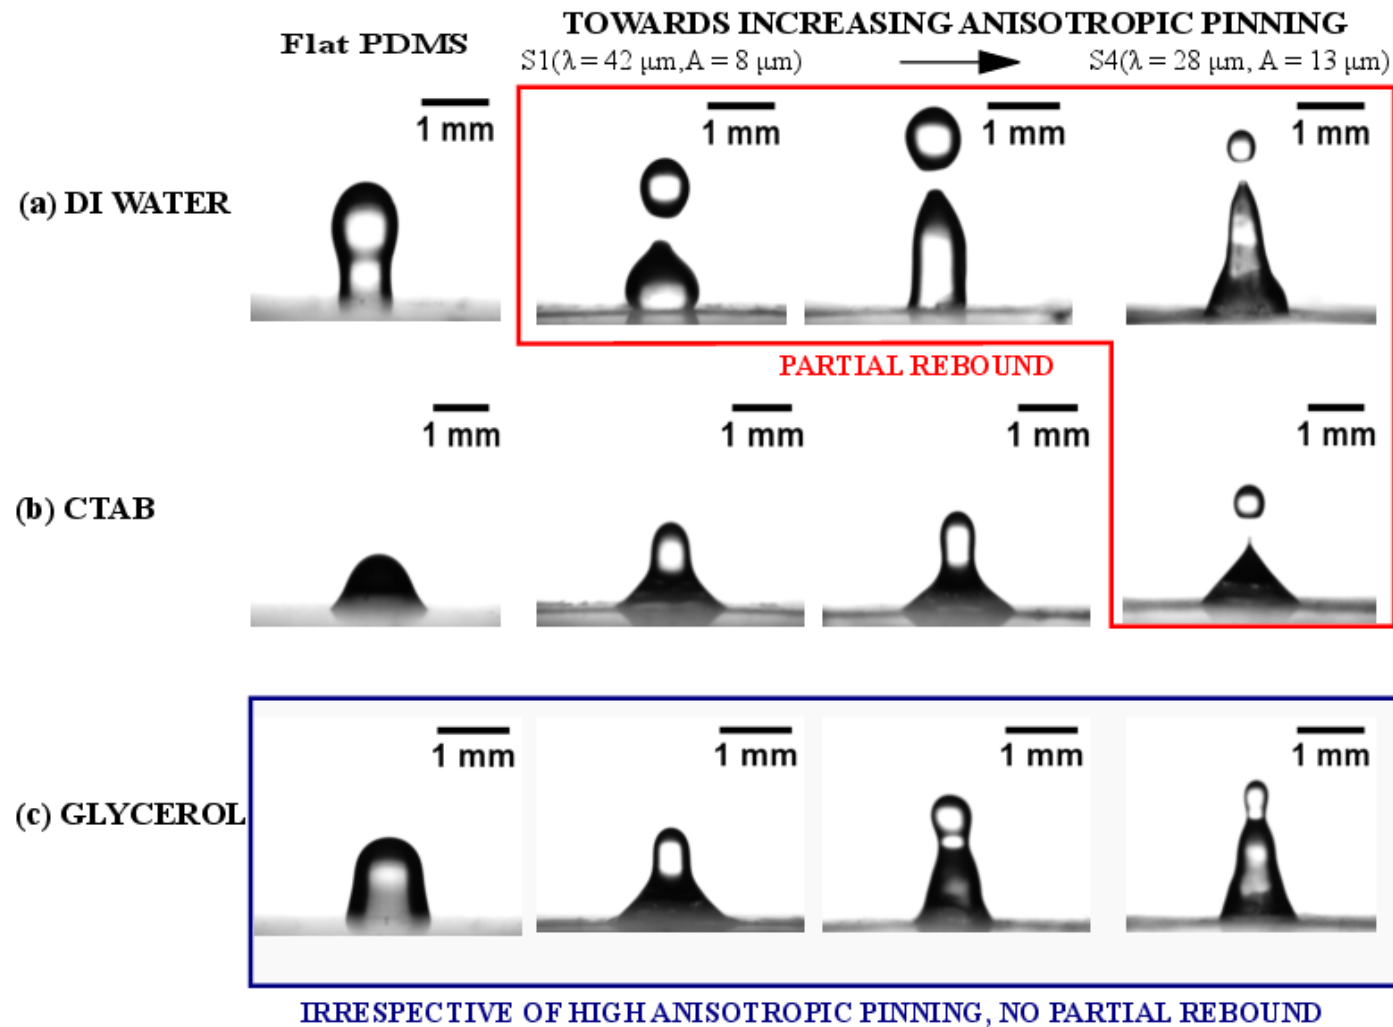 Flat PDMS
TOWARDS INCREASING ANISOTROPIC PINNING
S1(λ = 42 μm,A = 8 μm)
S4(λ = 28 μm, A = 13 μm)
1 mm
1 mm
1 mm
1 mm
(a) DI WATER
PARTIAL REBOUND
1 mm
1 mm
1 mm
1 mm
(b) CTAB
1 mm
1 mm
1 mm
1 mm
(c) GLYCEROL
IRRESPECTIVE OF HIGH ANISOTROPIC PINNING, NO PARTIAL REBOUND